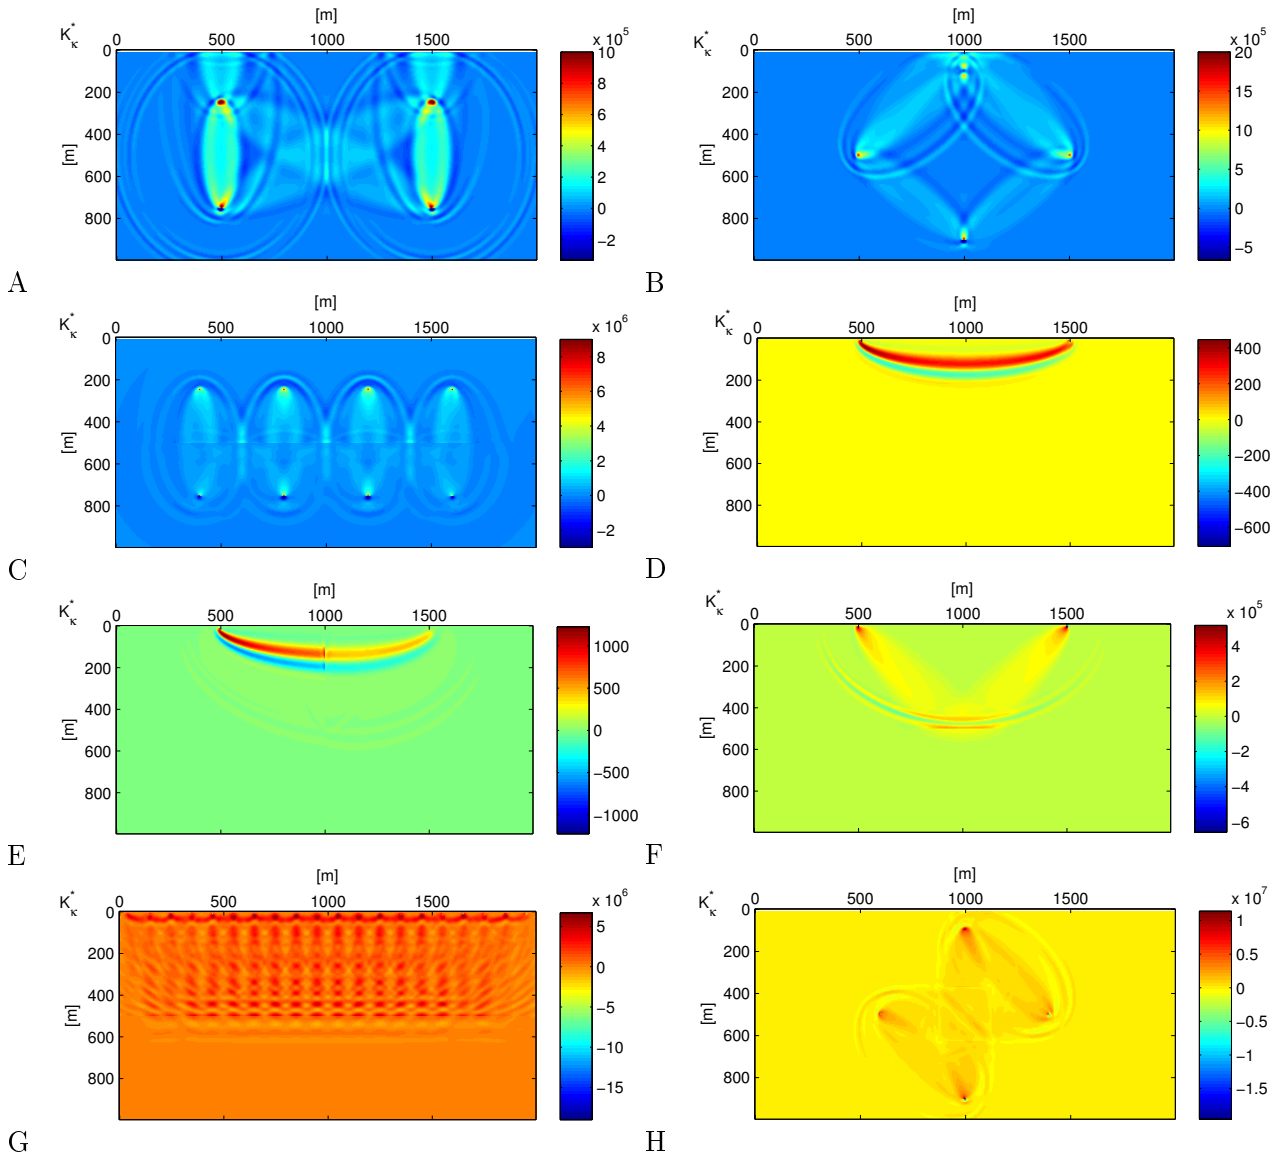 [m]
K*κ
0 500 1000 1500
x 10^5
0
200
400
600
800
[m]
10
8
6
4
2
0
−2
A
[m]
K*κ
500 1000 1500
x 10^5
0
200
400
600
800
[m]
20
15
10
5
0
−5
B
[m]
K*κ
0 500 1000 1500
x 10^6
0
200
400
600
800
[m]
8
6
4
2
0
−2
C
[m]
K*κ
0 500 1000 1500
0
200
400
600
800
[m]
400
200
0
−200
−400
−600
D
[m]
K*κ
0 500 1000 1500
0
200
400
600
800
[m]
1000
500
0
−500
−1000
E
[m]
K*κ
0 500 1000 1500
x 10^5
0
200
400
600
800
[m]
4
2
0
−2
−4
−6
F
[m]
K*κ
0 500 1000 1500
x 10^6
0
200
400
600
800
[m]
5
0
−5
−10
−15
G
[m]
K*κ
0 500 1000 1500
x 10^7
0
200
400
600
800
[m]
1
0.5
0
−0.5
−1
−1.5
H